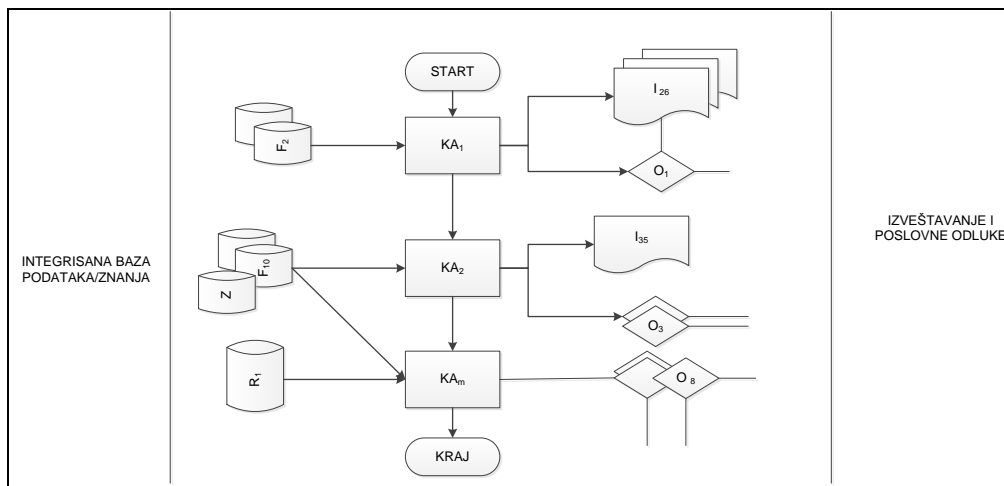 START
I 26
F2
KA1
O1
INTEGRISANA BAZA
PODATAKA/ZNANJA
I35
F10
KA2
Z
O3
IZVEŠTAVANJE I
POSLOVNE ODLUKE
R1
KAm
O 8
KRAJ